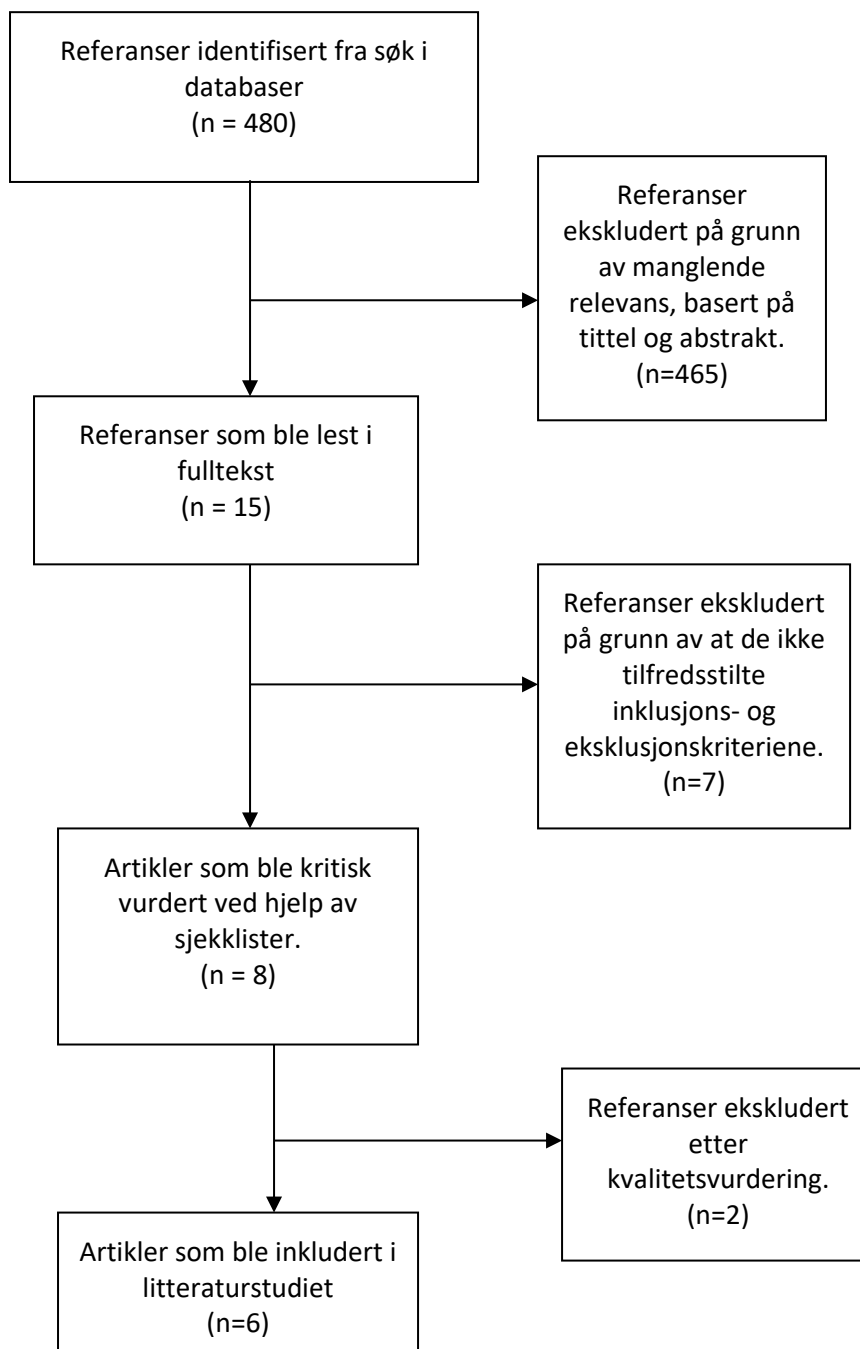 Referanser identifisert fra søk i
databaser
(n = 480)
Referanser
ekskludert på grunn
av manglende
relevans, basert på
tittel og abstrakt.
(n=465)
Referanser som ble lest i
fulltekst
(n = 15)
Referanser ekskludert
på grunn av at de ikke
tilfredsstilte
inklusjons- og
eksklusjonskriteriene.
(n=7)
Artikler som ble kritisk
vurdert ved hjelp av
sjekklister.
(n = 8)
Referanser ekskludert
etter
kvalitetsvurdering.
(n=2)
Artikler som ble inkludert i
litteraturstudiet
(n=6)